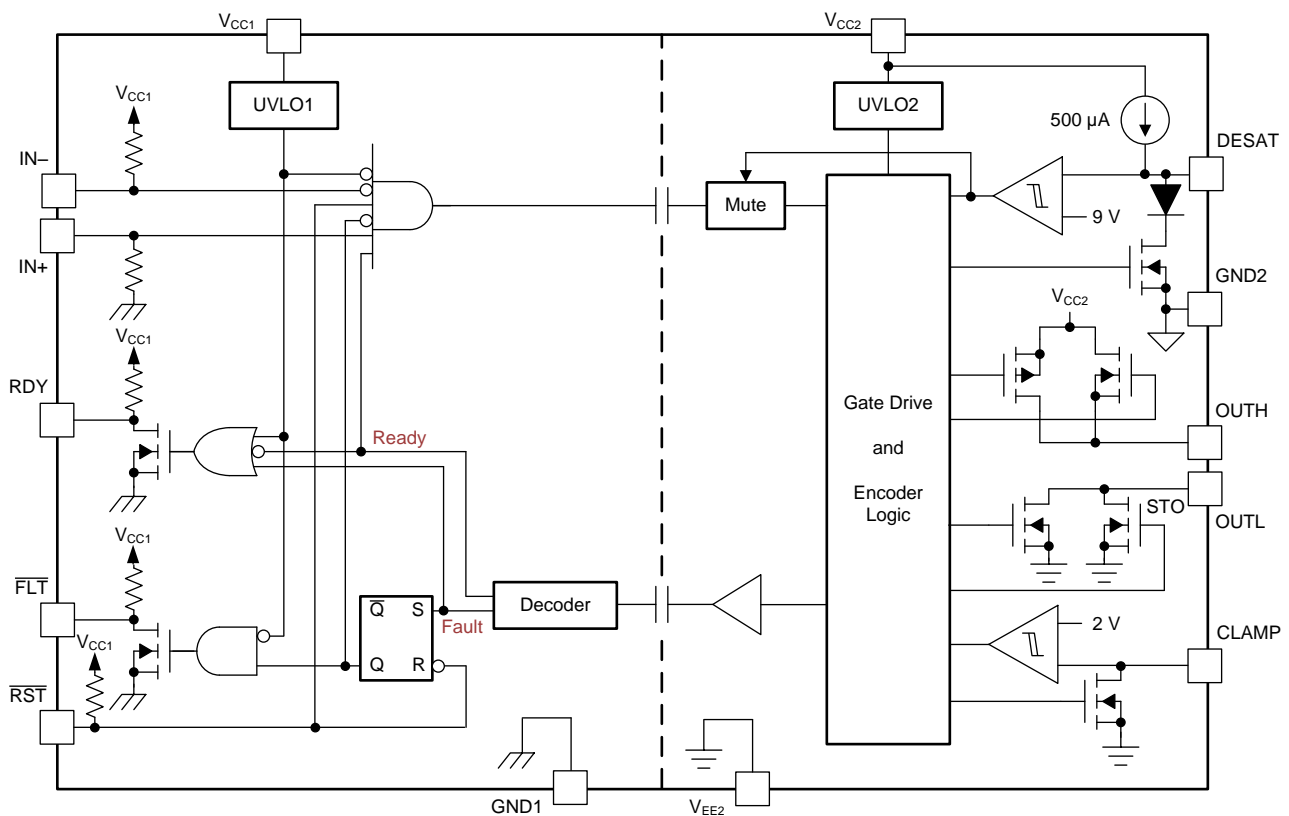 VCC1
VCC2
UVLO1
UVLO2
VCC1
500 µA
DESAT
IN–
Mute
9 V
IN+
GND2
VCC1
VCC2
RDY
Ready
Gate Drive
and
Encoder
Logic
OUTH
STO
OUTL
VCC1
FLT
Q S
Decoder
Fault
2 V
CLAMP
VCC1
Q R
RST
GND1
VEE2